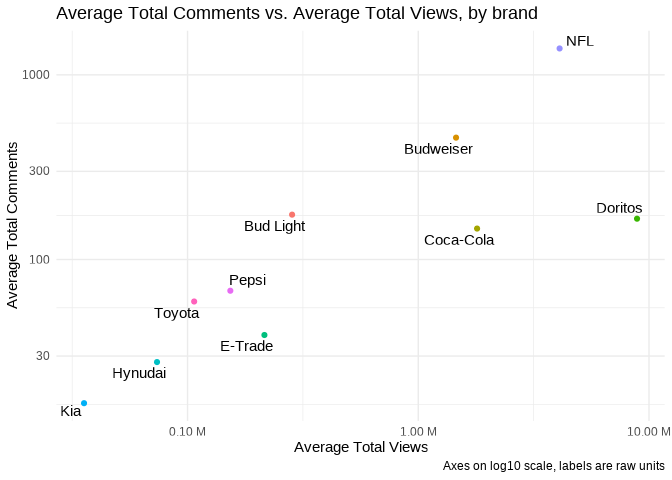 Average Total Comments vs. Average Total Views, by brand
Average Total Comments
1000
300
100
30
NFL
Budweiser
Doritos
Bud Light
Coca-Cola
Pepsi
Toyota
E-Trade
Hynudai
Kia
0.10 M
1.00 M
10.00 M
Average Total Views
Axes on log10 scale, labels are raw units